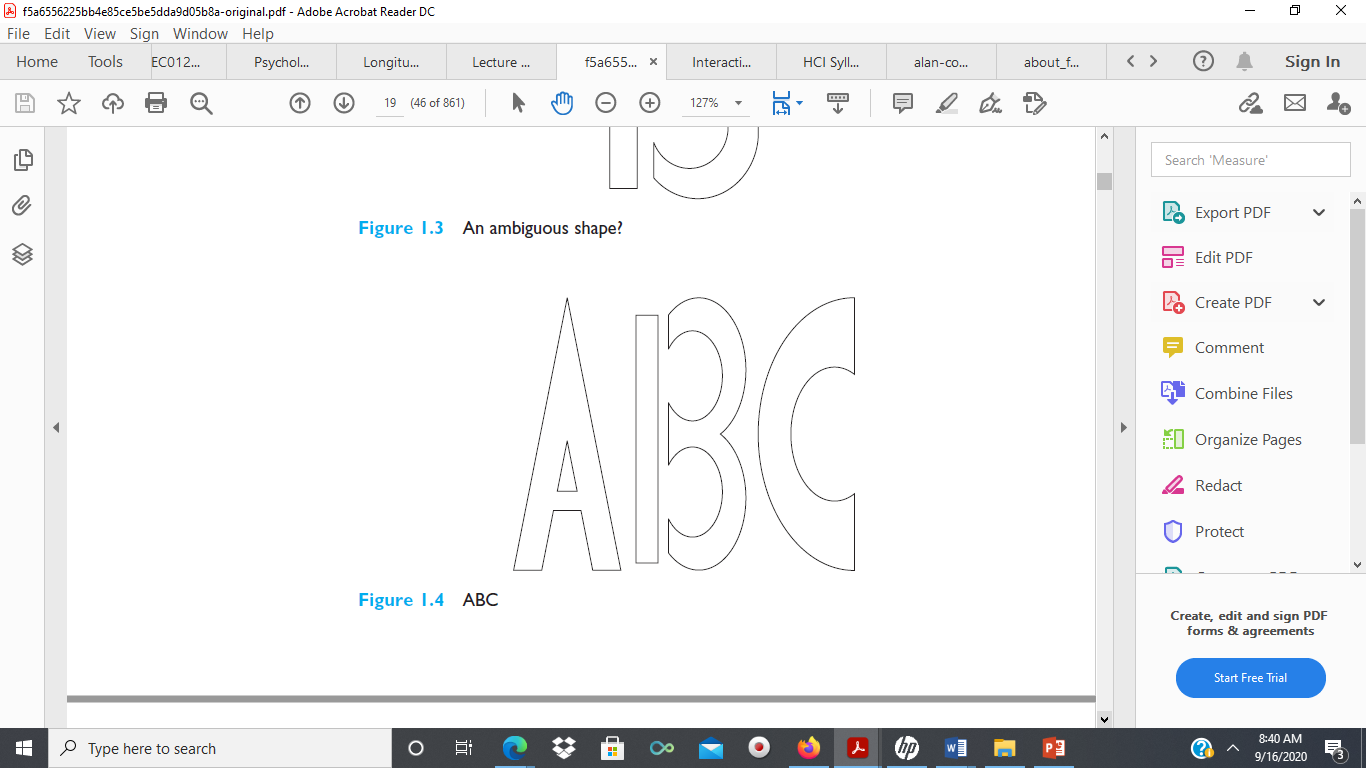 f5a6556225bb4e85ce5be5dda9d05b8a-original.pdf - Adobe Acrobat Reader DC
File Edit View Sign Window Help
Home Tools EC012... Psychol... Longitu... Lecture ... f5a655... × Interacti... HCI Syll... alan-co... about_f... Sign In
19 (46 of 861) 127%
Search 'Measure'
Figure 1.3 An ambiguous shape?
Export PDF
Edit PDF
Create PDF
Comment
Combine Files
Organize Pages
Redact
Protect
ABC
Figure 1.4 ABC
Create, edit and sign PDF
forms & agreements
Start Free Trial
Type here to search
8:40 AM
9/16/2020
3